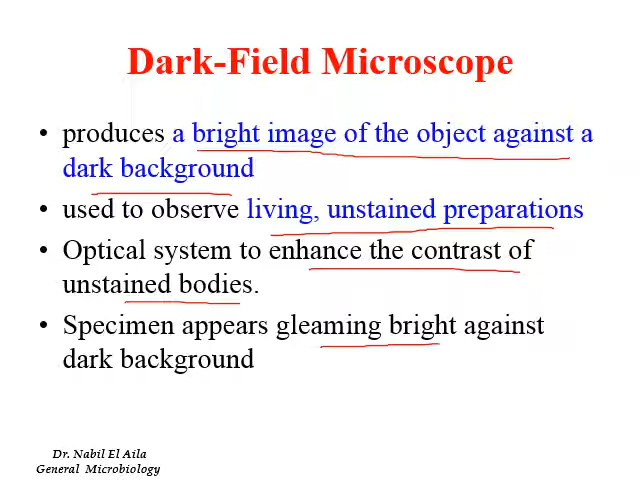 Dark-Field Microscope
• produces a bright image of the object against a
dark background
• used to observe living, unstained preparations
• Optical system to enhance the contrast of
unstained bodies.
• Specimen appears gleaming bright against
dark background
Dr. Nabil El Aila
General Microbiology